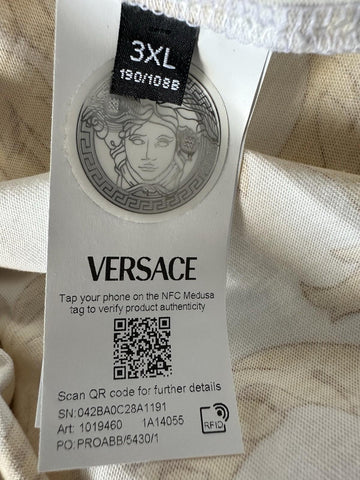 3XL
190/108B
VERSACE
Tap your phone on the NFC Medusa
tag to verify product authenticity
Scan QR code for further details
SN:042BA0C28A1191
Art: 1019460 1A14055
PO:PROABB/5430/1
RFID